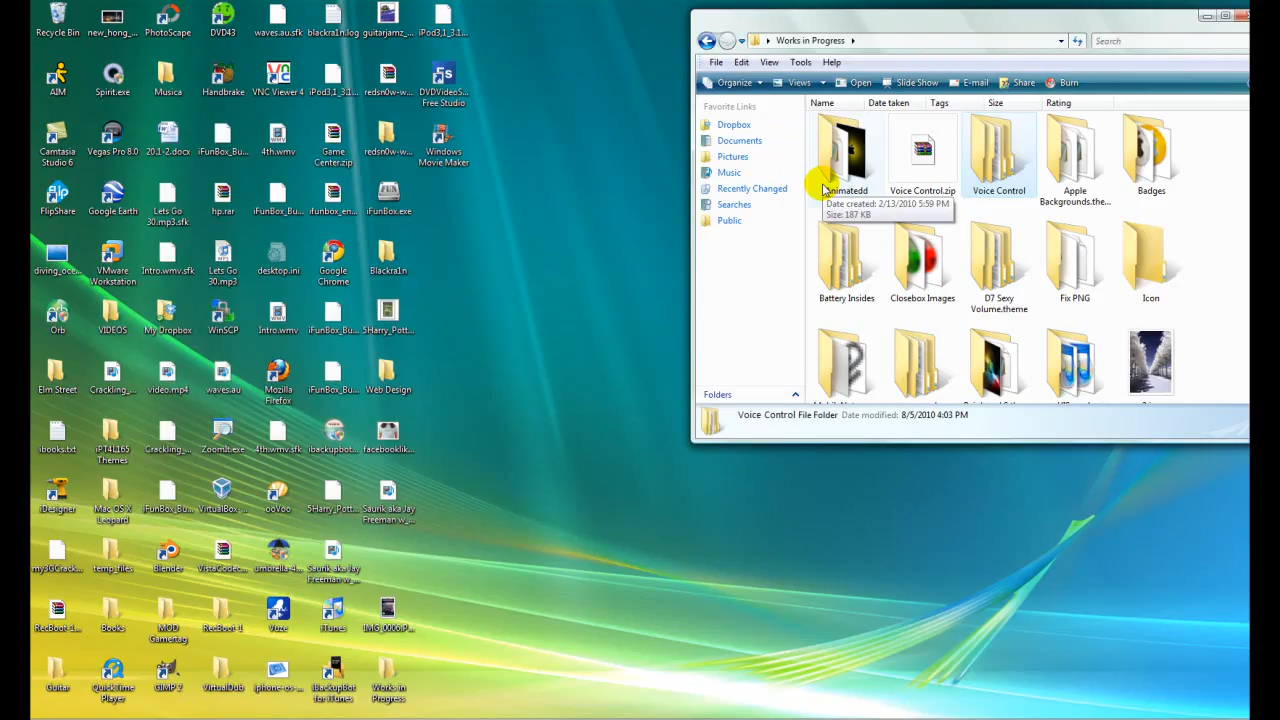 Recycle Bin
new_hong_...
PhotoScape
DVD43
waves.au.sfk
blackra1n.log
guitarjamz_...
iPod3,1_3.1...
AIM
Spirit.exe
Musica
Handbrake
VNC Viewer 4
iPod3,1_3.1...
redsn0w-w...
DVDVideoS...
Free Studio
Camtasia
Studio 6
Vegas Pro 8.0
20.1-2.docx
iFunBox_Bu...
4th.wmv
Game
Center.zip
redsn0w-w...
Windows
Movie Maker
FlipShare
Google Earth
Lets Go
30.mp3.sfk
hp.rar
iFunBox_Bu...
ifunbox_en...
iFunBox.exe
diving_oce...
VMware
Workstation
Intro.wmv.sfk
Lets Go
30.mp3
desktop.ini
Google
Chrome
Blackra1n
Orb
VIDEOS
My Dropbox
WinSCP
Intro.wmv
iFunBox_Bu...
5Harry_Pott...
Elm Street
Crackling_...
video.mp4
waves.au
Mozilla
Firefox
iFunBox_Bu...
Web Design
ibooks.txt
iPT4L165
Themes
Crackling_...
ZoomIt.exe
4th.wmv.sfk
ibackupbot...
facebooklik...
iDesigner
Mac OS X
Leopard
iFunBox_Bu...
VirtualBox-...
ooVoo
5Harry_Pott...
Saurik aka Jay
Freeman w_...
my3GCrack...
temp_files
Blender
VistaCodec...
umbrella-4...
Saurik aka Jay
Freeman w_...
RecBoot-1...
Books
MOD
Gamertag
RecBoot-1
Voze
iTunes
IMG_0006.P...
Guitar
QuickTime
Player
GIMP 2
VirtualDub
iphone-os-...
iBackupBot
for iTunes
Works in
Progress
Works in Progress
Search
File Edit View Tools Help
Organize Views Open Slide Show E-mail Share Burn
Favorite Links
Dropbox
Documents
Pictures
Music
Recently Changed
Searches
Public
Folders
Name Date taken Tags Size Rating
Voice Control.zip
Voice Control
Apple
Backgrounds.the...
Badges
Date created: 2/13/2010 5:59 PM
Size: 187 KB
Battery Insides
Closebox Images
D7 Sexy
Volume.theme
Fix PNG
Icon
Voice Control File Folder Date modified: 8/5/2010 4:03 PM